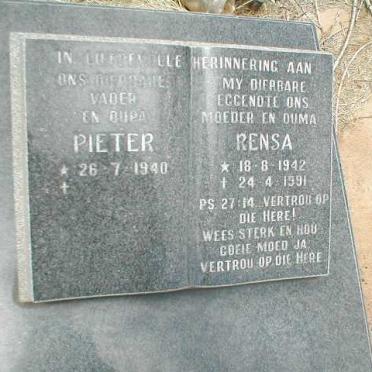 IN LIEFDEVOLLE HERINNERING AAN
ONS DIERBARE
VADER
EN OUPA
PIETER
★ 26-7-1940
✝
MY DIERBARE
EGGENOTE ONS
MOEDER EN OUMA
RENSA
★ 18-8-1942
✝ 24-4-1991
PS. 27:14. VERTROU OP
DIE HERE!
WEES STERK EN HOU
GOEIE MOED JA
VERTROU OP DIE HERE